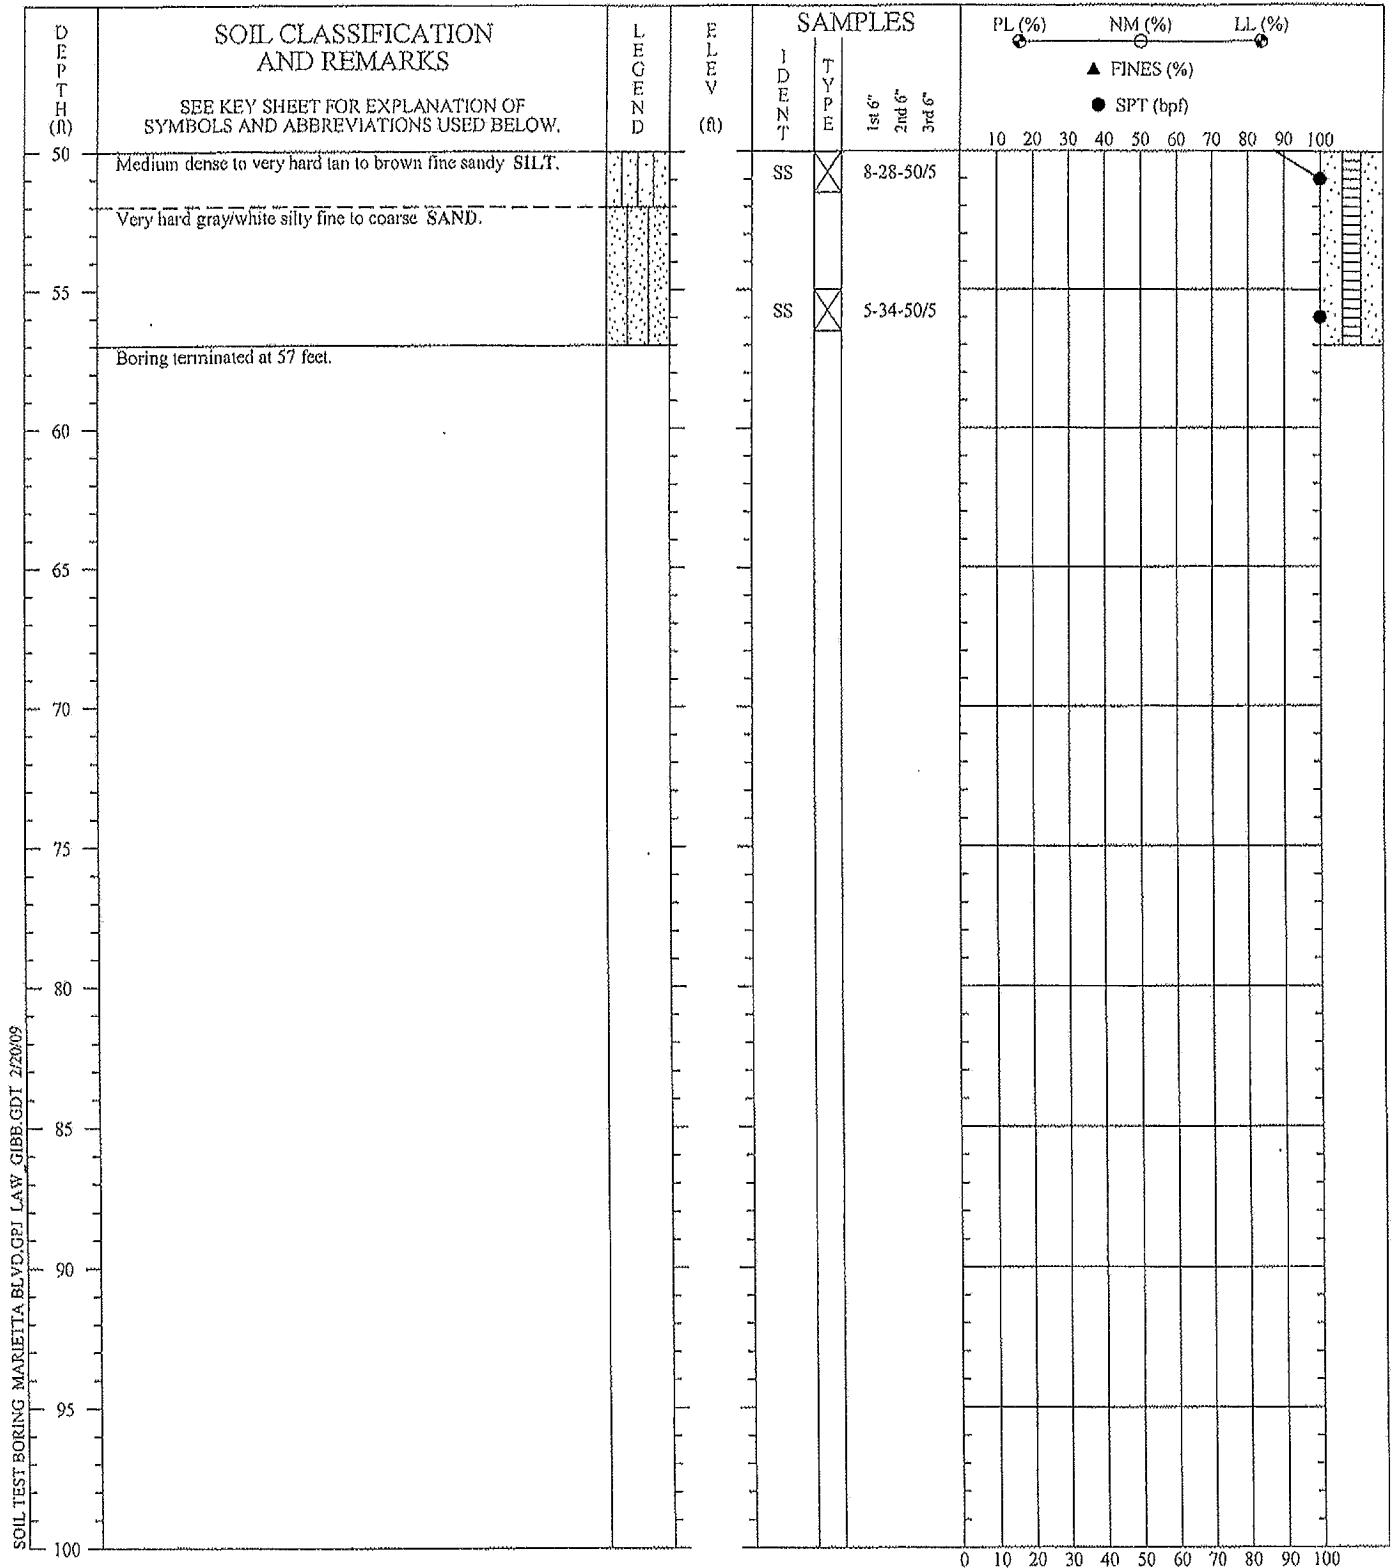 DEPTH (ft)
SOIL CLASSIFICATION
AND REMARKS
SEE KEY SHEET FOR EXPLANATION OF
SYMBOLS AND ABBREVIATIONS USED BELOW.
LEGEND
ELEV (ft)
SAMPLES
IDENT
TYPE
1st 6"
2nd 6"
3rd 6"
PL (%) NM (%) LL (%)
▲ FINES (%)
● SPT (bpf)
10 20 30 40 50 60 70 80 90 100
50
Medium dense to very hard tan to brown fine sandy SILT.
SS 8-28-50/5
Very hard gray/white silty fine to coarse SAND.
55
SS 5-34-50/5
Boring terminated at 57 feet.
60
65
70
75
80
85
90
95
100
0 10 20 30 40 50 60 70 80 90 100
SOIL TEST BORING MARIETTA BLVD.GPJ LAW_GIBB.GDT 2/20/09